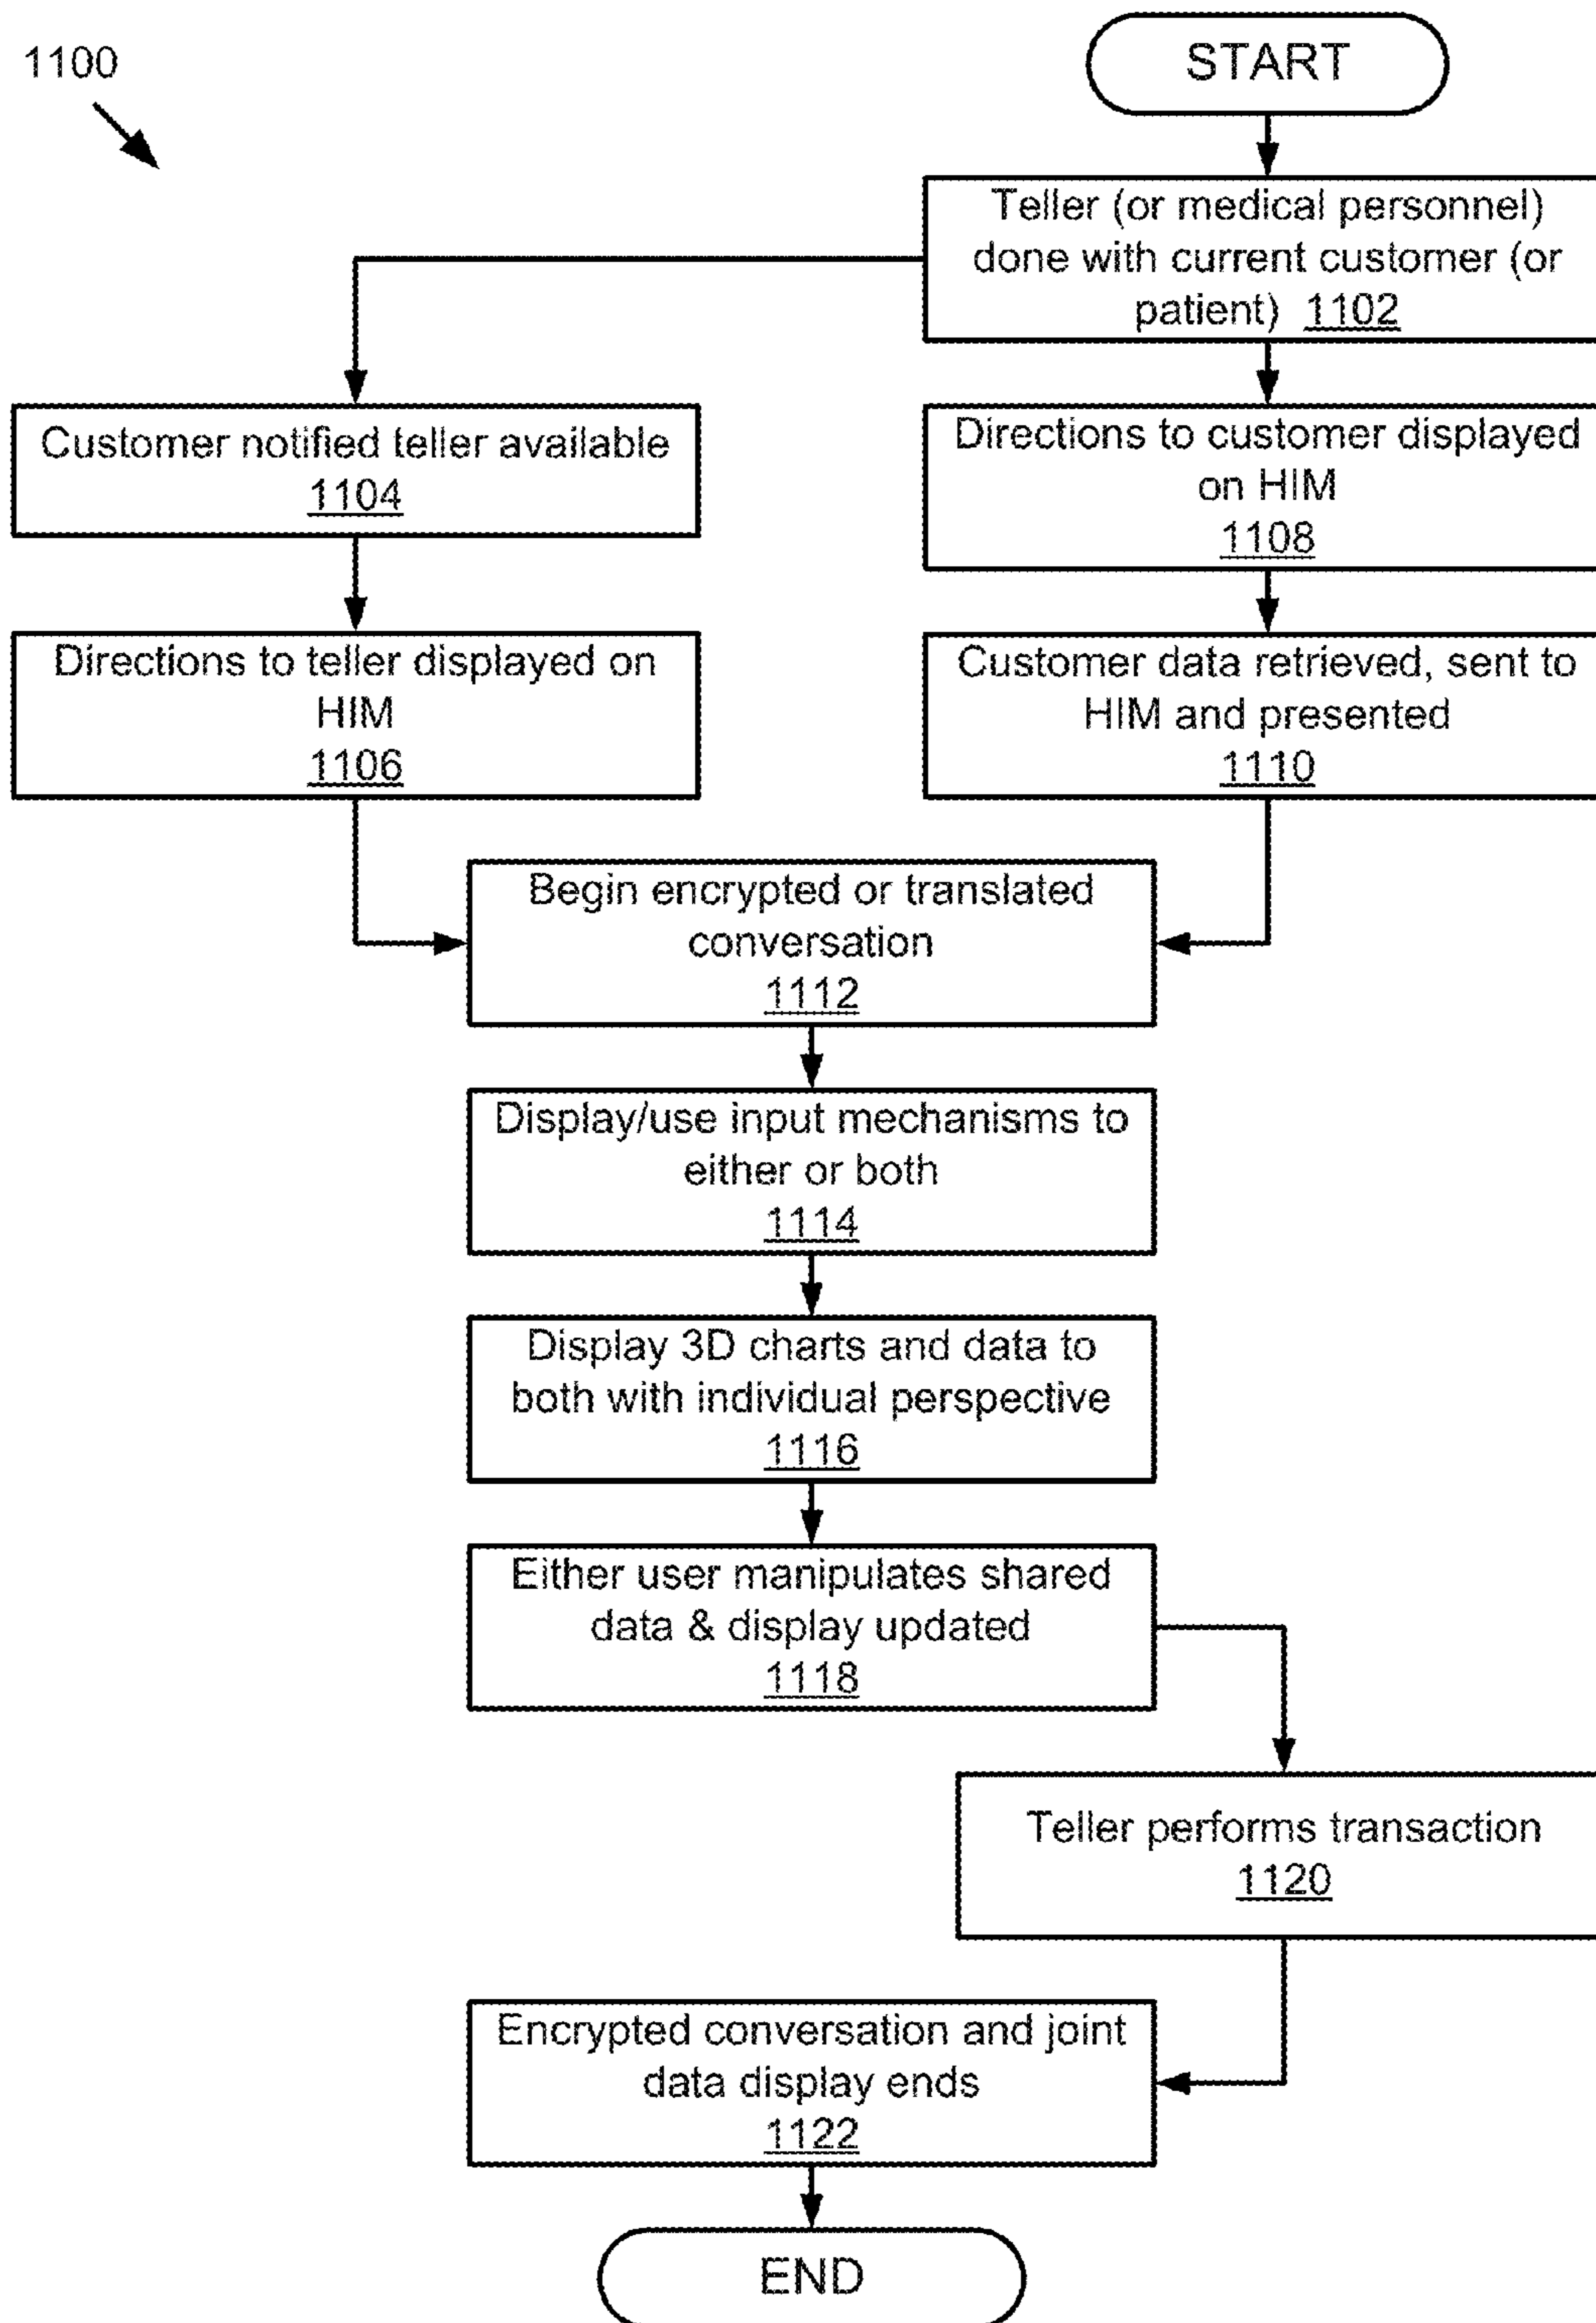 1100
START
Teller (or medical personnel)
done with current customer (or
patient) 1102
Customer notified teller available
1104
Directions to customer displayed
on HIM
1108
Directions to teller displayed on
HIM
1106
Customer data retrieved, sent to
HIM and presented
1110
Begin encrypted or translated
conversation
1112
Display/use input mechanisms to
either or both
1114
Display 3D charts and data to
both with individual perspective
1116
Either user manipulates shared
data & display updated
1118
Teller performs transaction
1120
Encrypted conversation and joint
data display ends
1122
END